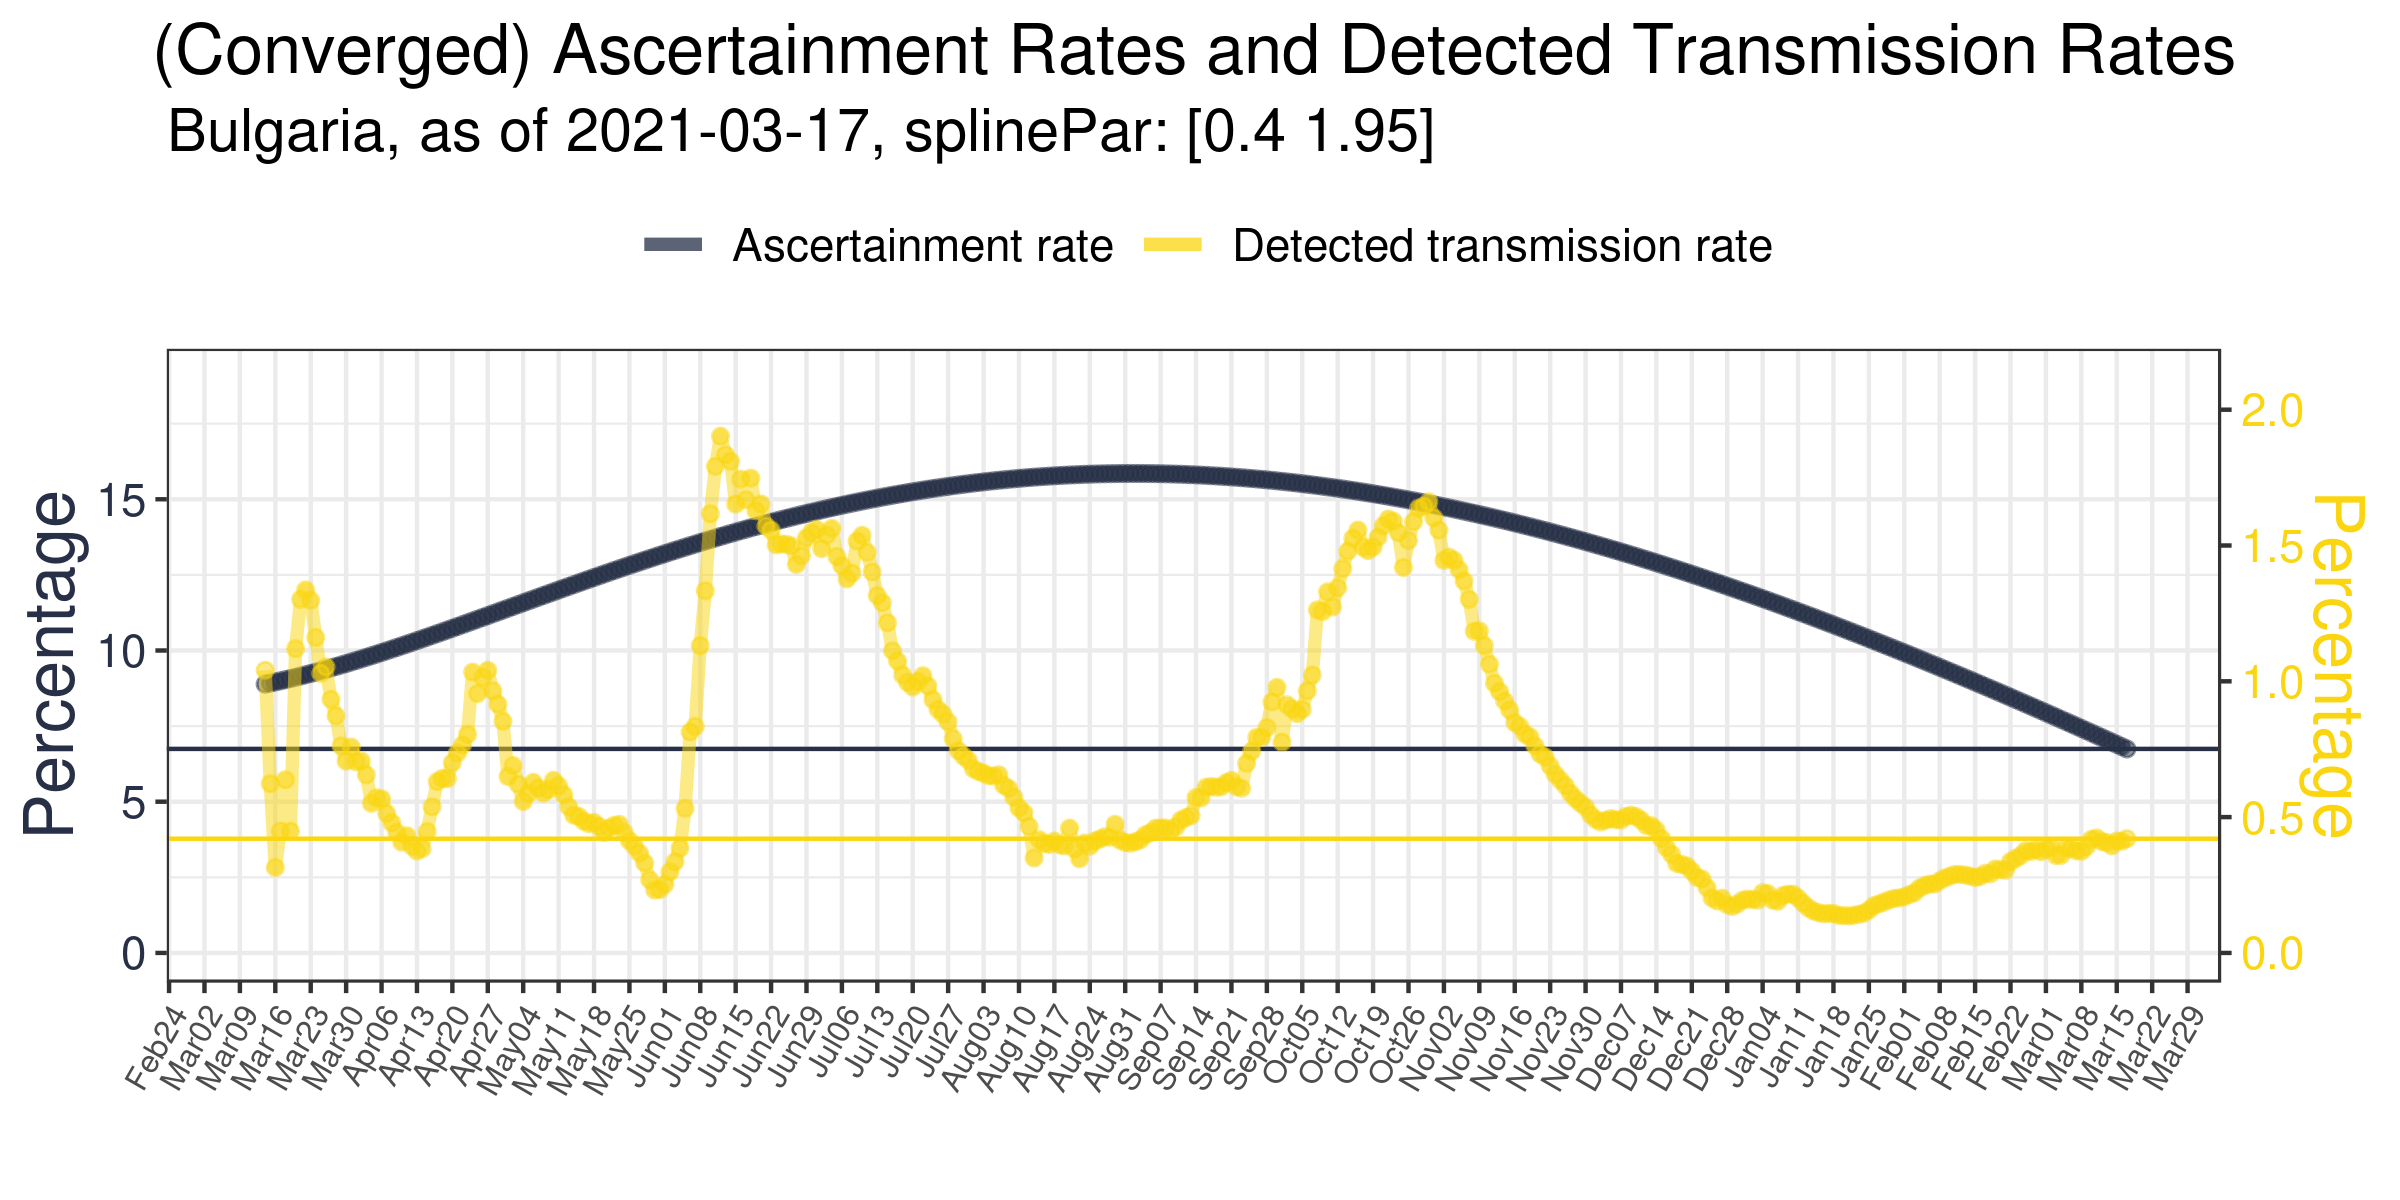 (Converged) Ascertainment Rates and Detected Transmission Rates
Bulgaria, as of 2021-03-17, splinePar: [0.4 1.95]
Ascertainment rate
Detected transmission rate
Percentage
15
10
5
0
2.0
1.5
1.0
0.5
0.0
Percentage
Feb24
Mar02
Mar09
Mar16
Mar23
Mar30
Apr06
Apr13
Apr20
Apr27
May04
May11
May18
May25
Jun01
Jun08
Jun15
Jun22
Jun29
Jul06
Jul13
Jul20
Jul27
Aug03
Aug10
Aug17
Aug24
Aug31
Sep07
Sep14
Sep21
Sep28
Oct05
Oct12
Oct19
Oct26
Nov02
Nov09
Nov16
Nov23
Nov30
Dec07
Dec14
Dec21
Dec28
Jan04
Jan11
Jan18
Jan25
Feb01
Feb08
Feb15
Feb22
Mar01
Mar08
Mar15
Mar22
Mar29